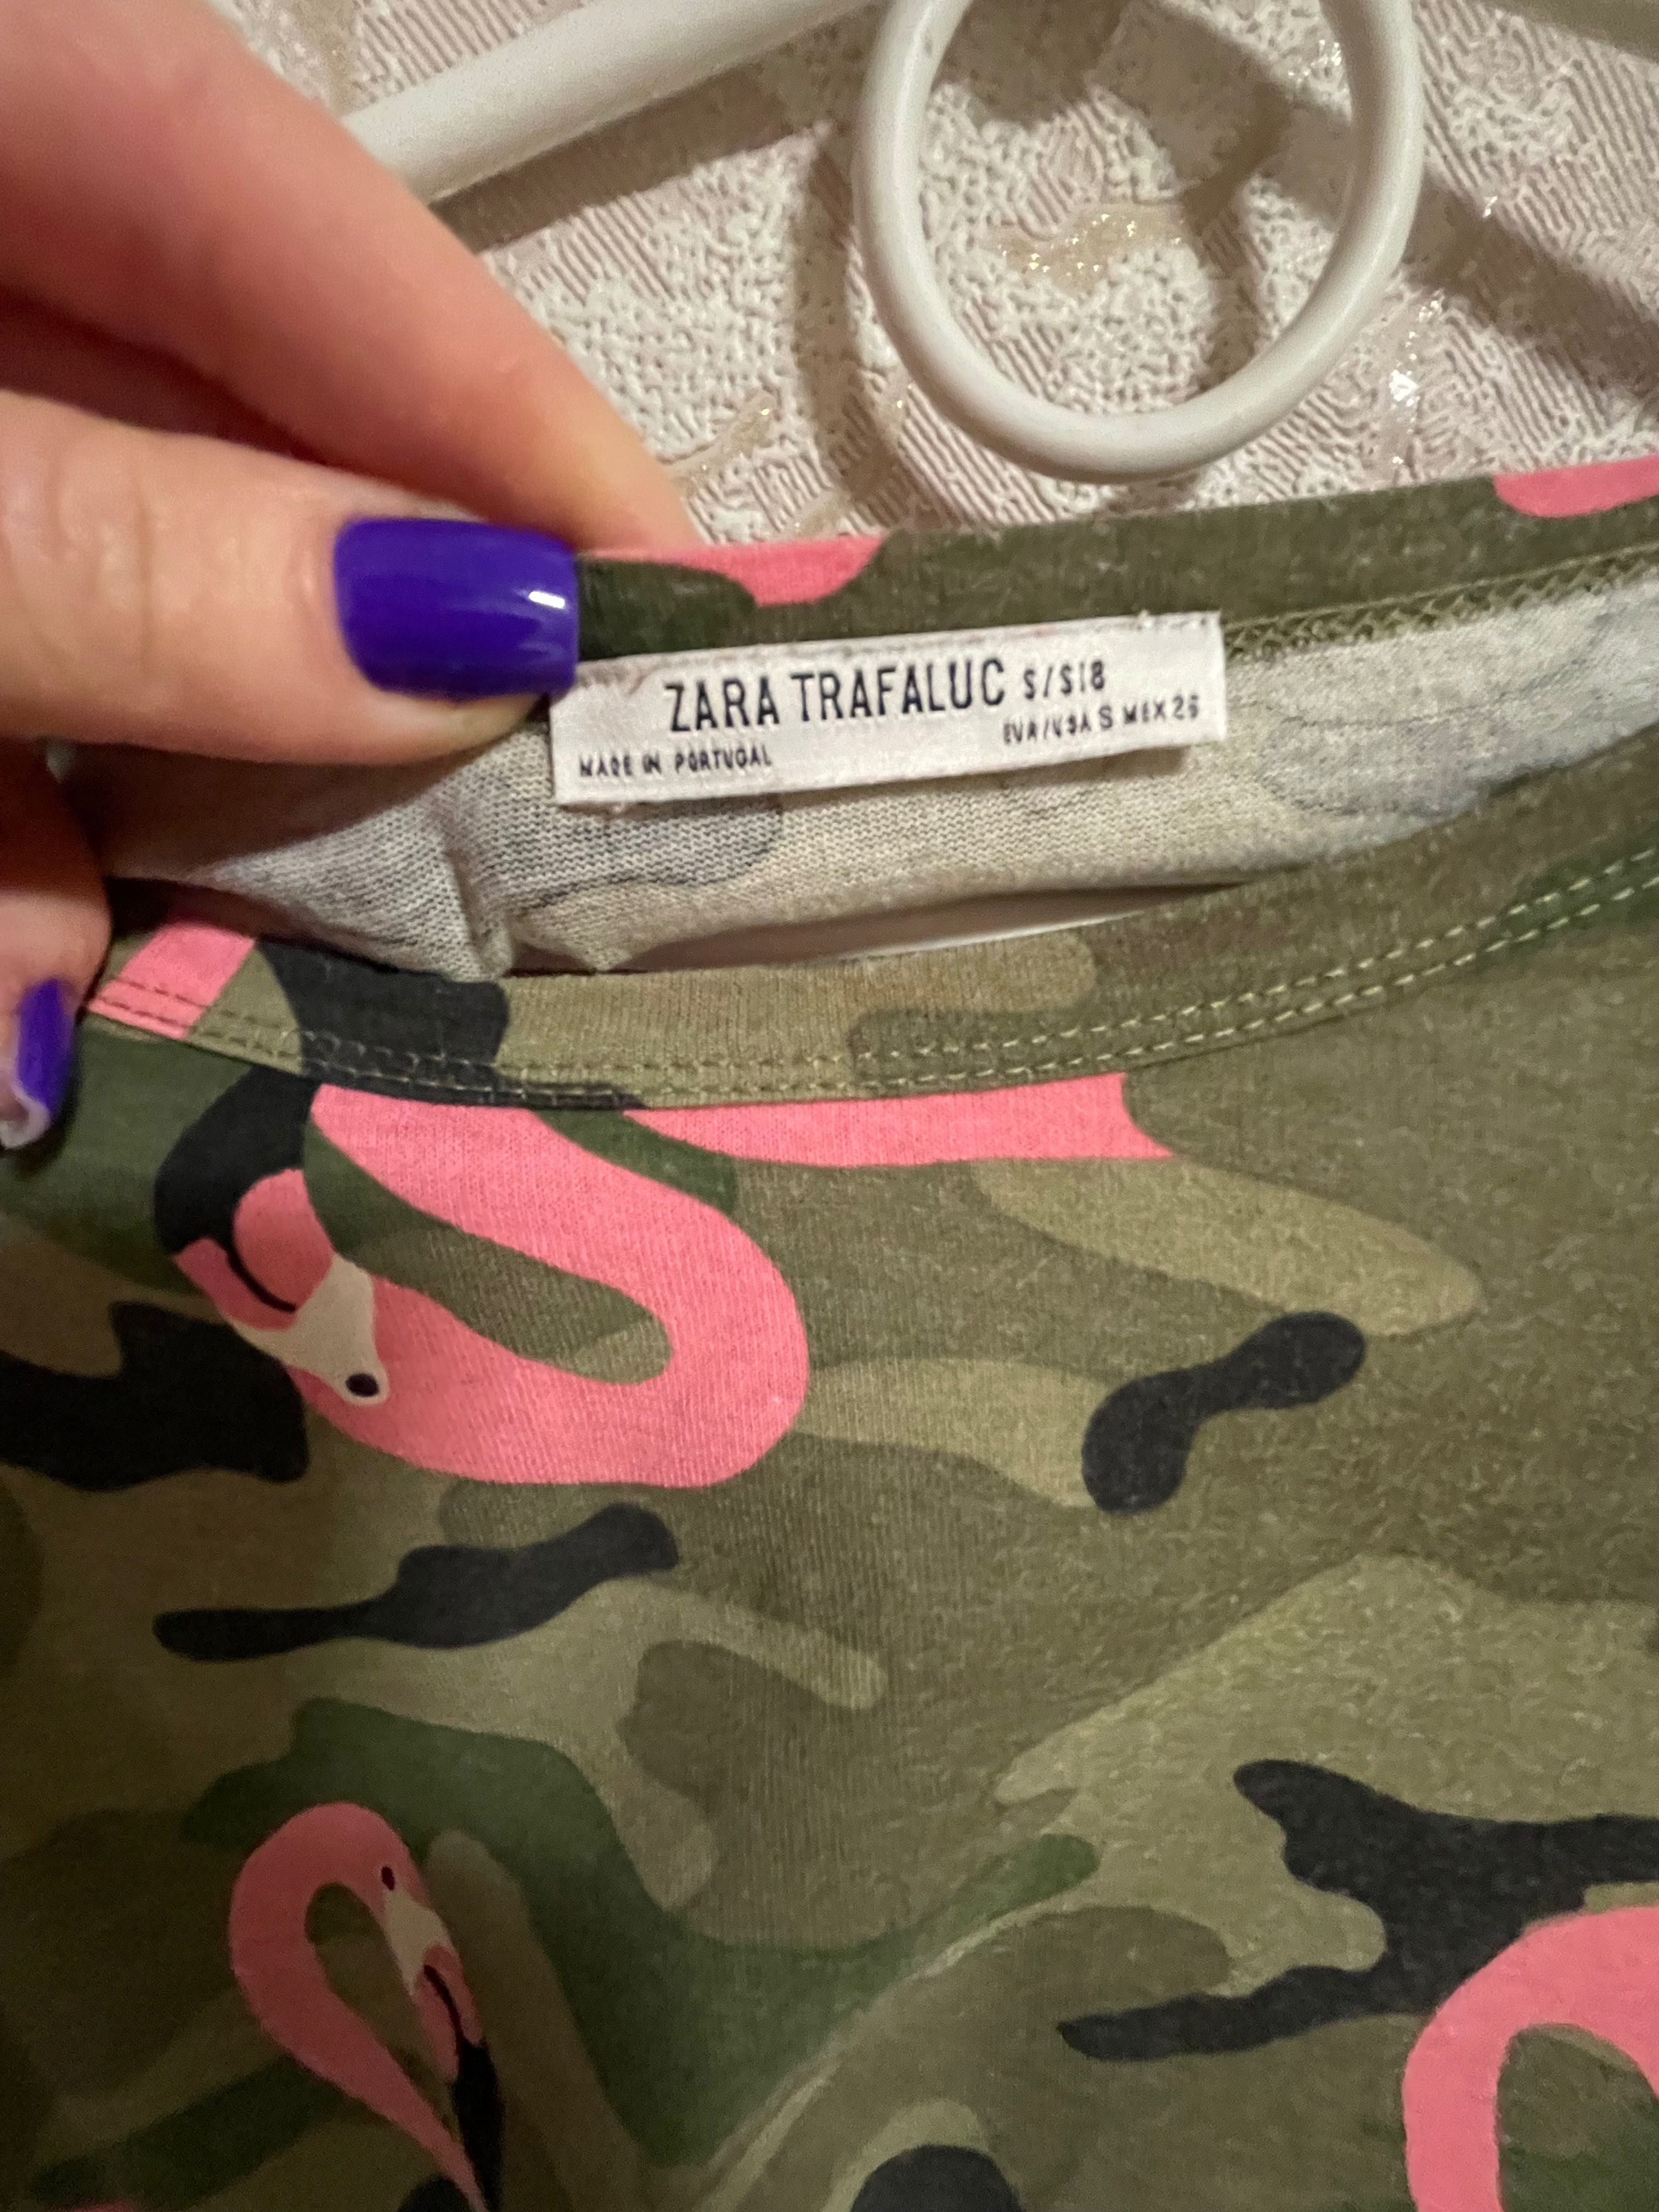 ZARA TRAFALUC S/S18
EUR/USA S MEX 26
MADE IN PORTUGAL